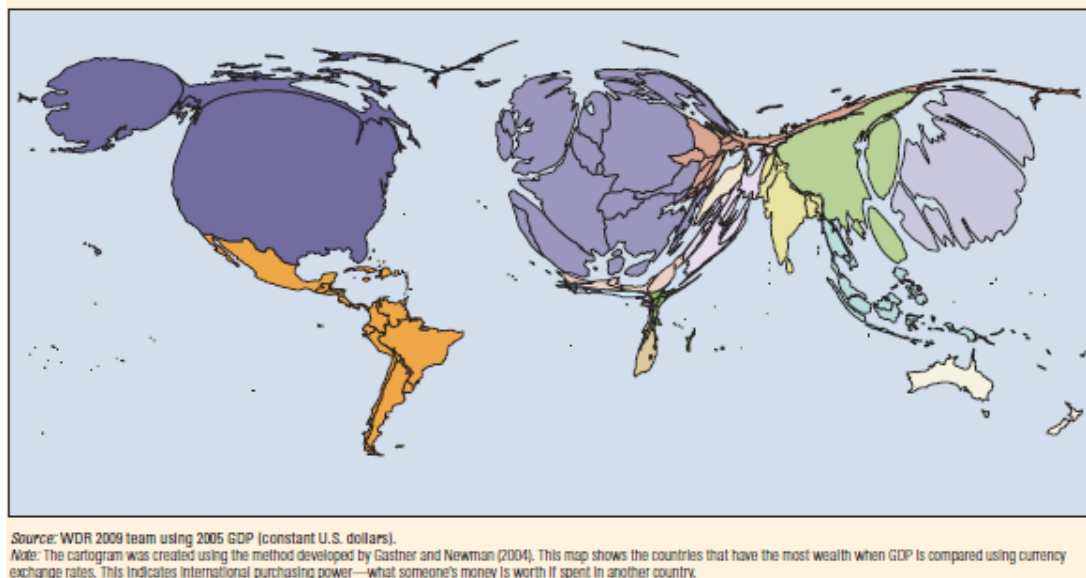 Source: WDR 2009 team using 2005 GDP (constant U.S. dollars).
Note: The cartogram was created using the method developed by Gastner and Newman (2004). This map shows the countries that have the most wealth when GDP is compared using currency
exchange rates. This indicates international purchasing power—what someone's money is worth if spent in another country.